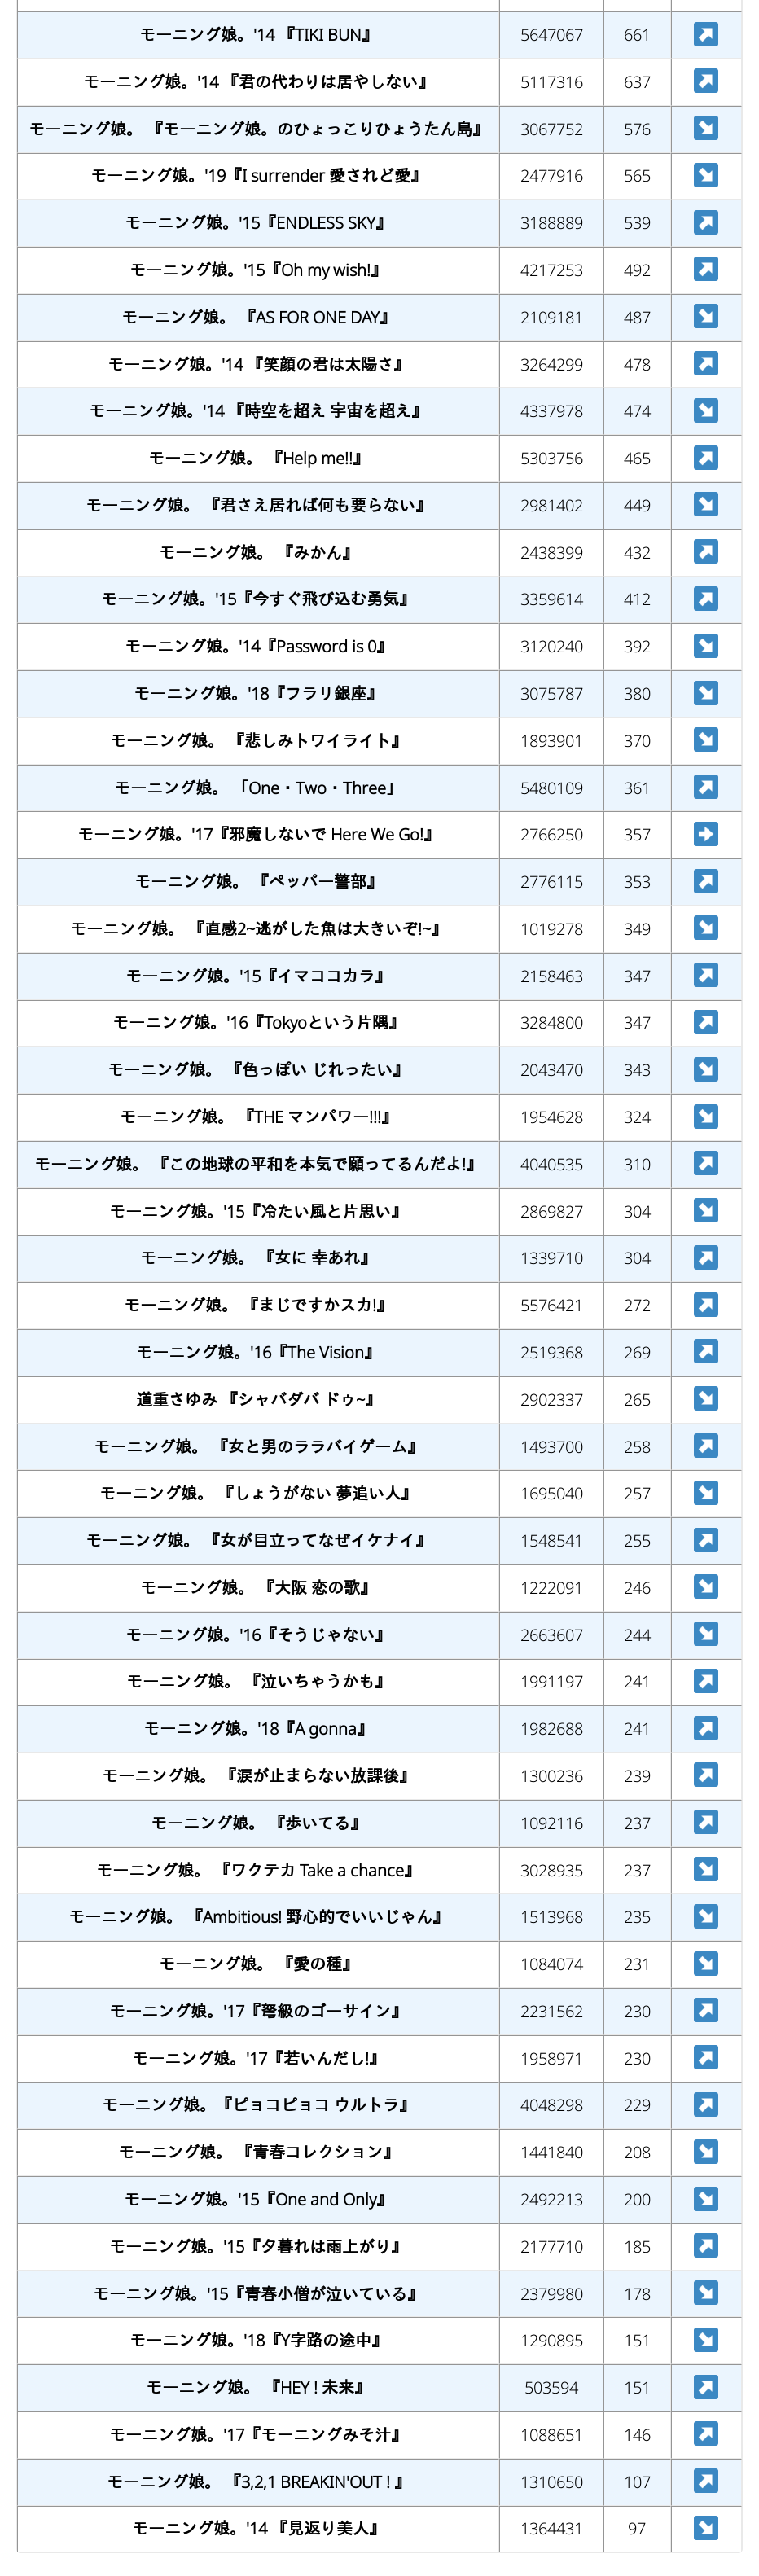 モーニング娘。'14 『TIKI BUN』 5647067 661
モーニング娘。'14 『君の代わりは居やしない』 5117316 637
モーニング娘。 『モーニング娘。のひょっこりひょうたん島』 3067752 576
モーニング娘。'19『I surrender 愛されど愛』 2477916 565
モーニング娘。'15『ENDLESS SKY』 3188889 539
モーニング娘。'15『Oh my wish!』 4217253 492
モーニング娘。 『AS FOR ONE DAY』 2109181 487
モーニング娘。'14 『笑顔の君は太陽さ』 3264299 478
モーニング娘。'14 『時空を超え 宇宙を超え』 4337978 474
モーニング娘。 『Help me!!』 5303756 465
モーニング娘。 『君さえ居れば何も要らない』 2981402 449
モーニング娘。 『みかん』 2438399 432
モーニング娘。'15『今すぐ飛び込む勇気』 3359614 412
モーニング娘。'14『Password is 0』 3120240 392
モーニング娘。'18『フラリ銀座』 3075787 380
モーニング娘。 『悲しみトワイライト』 1893901 370
モーニング娘。 「One・Two・Three」 5480109 361
モーニング娘。'17『邪魔しないで Here We Go!』 2766250 357
モーニング娘。 『ペッパー警部』 2776115 353
モーニング娘。 『直感2~逃がした魚は大きいぞ!~』 1019278 349
モーニング娘。'15『イマココカラ』 2158463 347
モーニング娘。'16『Tokyoという片隅』 3284800 347
モーニング娘。 『色っぽい じれったい』 2043470 343
モーニング娘。 『THE マンパワー!!!』 1954628 324
モーニング娘。 『この地球の平和を本気で願ってるんだよ!』 4040535 310
モーニング娘。'15『冷たい風と片思い』 2869827 304
モーニング娘。 『女に 幸あれ』 1339710 304
モーニング娘。 『まじですかスカ!』 5576421 272
モーニング娘。'16『The Vision』 2519368 269
道重さゆみ 『シャバダバ ドゥ~』 2902337 265
モーニング娘。 『女と男のララバイゲーム』 1493700 258
モーニング娘。 『しょうがない 夢追い人』 1695040 257
モーニング娘。 『女が目立ってなぜイケナイ』 1548541 255
モーニング娘。 『大阪 恋の歌』 1222091 246
モーニング娘。'16『そうじゃない』 2663607 244
モーニング娘。 『泣いちゃうかも』 1991197 241
モーニング娘。'18『A gonna』 1982688 241
モーニング娘。 『涙が止まらない放課後』 1300236 239
モーニング娘。 『歩いてる』 1092116 237
モーニング娘。 『ワクテカ Take a chance』 3028935 237
モーニング娘。 『Ambitious! 野心的でいいじゃん』 1513968 235
モーニング娘。 『愛の種』 1084074 231
モーニング娘。'17『弩級のゴーサイン』 2231562 230
モーニング娘。'17『若いんだし!』 1958971 230
モーニング娘。『ピョコピョコ ウルトラ』 4048298 229
モーニング娘。 『青春コレクション』 1441840 208
モーニング娘。'15『One and Only』 2492213 200
モーニング娘。'15『夕暮れは雨上がり』 2177710 185
モーニング娘。'15『青春小僧が泣いている』 2379980 178
モーニング娘。'18『Y字路の途中』 1290895 151
モーニング娘。 『HEY ! 未来』 503594 151
モーニング娘。'17『モーニングみそ汁』 1088651 146
モーニング娘。 『3,2,1 BREAKIN'OUT ! 』 1310650 107
モーニング娘。'14 『見返り美人』 1364431 97